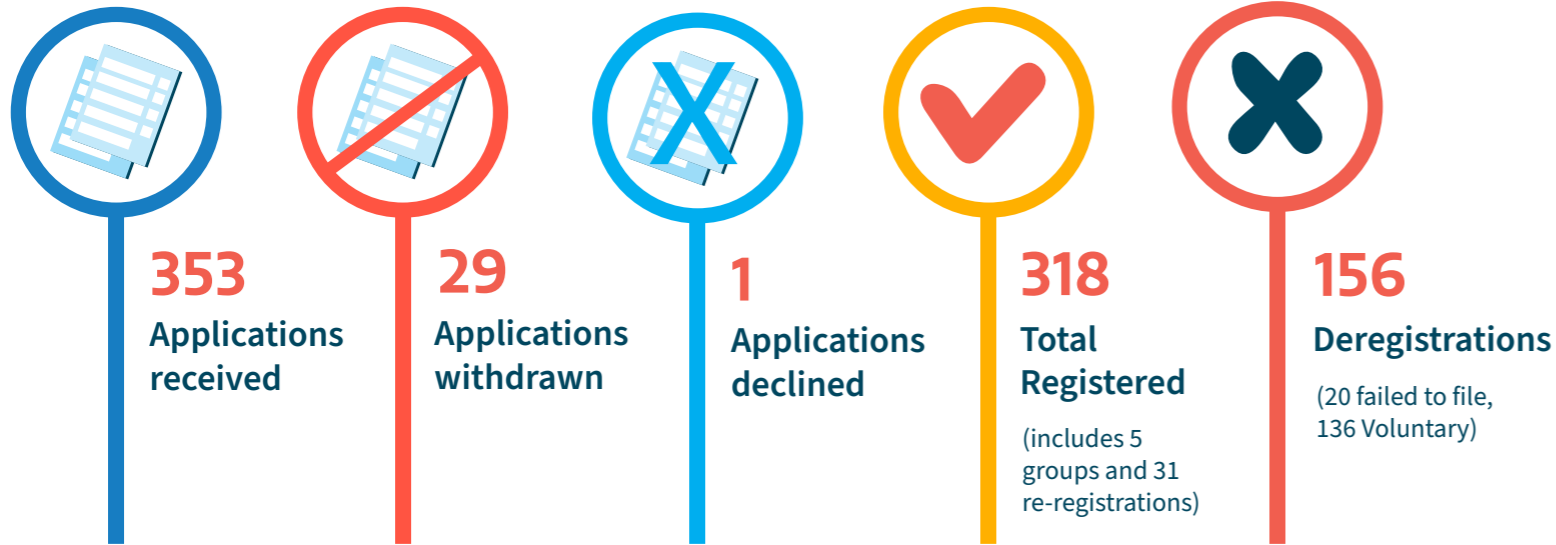 353
Applications
received
29
Applications
withdrawn
1
Applications
declined
318
Total
Registered
(includes 5
groups and 31
re-registrations)
156
Deregistrations
(20 failed to file,
136 Voluntary)